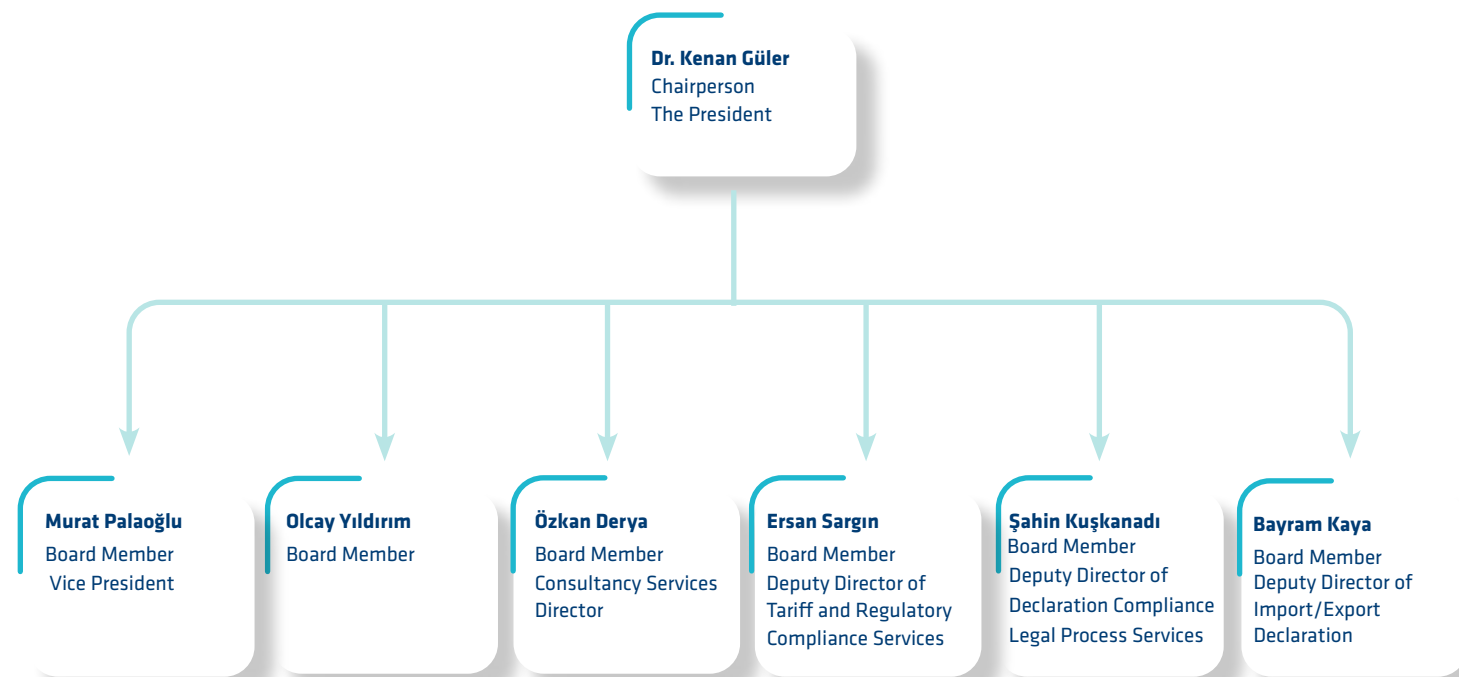 Dr. Kenan Güler
Chairperson
The President
Murat Palaoğlu
Board Member
Vice President
Olcay Yıldırım
Board Member
Özkan Derya
Board Member
Consultancy Services
Director
Ersan Sargın
Board Member
Deputy Director of
Tariff and Regulatory
Compliance Services
Şahin Kuşkanadı
Board Member
Deputy Director of
Declaration Compliance
Legal Process Services
Bayram Kaya
Board Member
Deputy Director of
Import/Export
Declaration